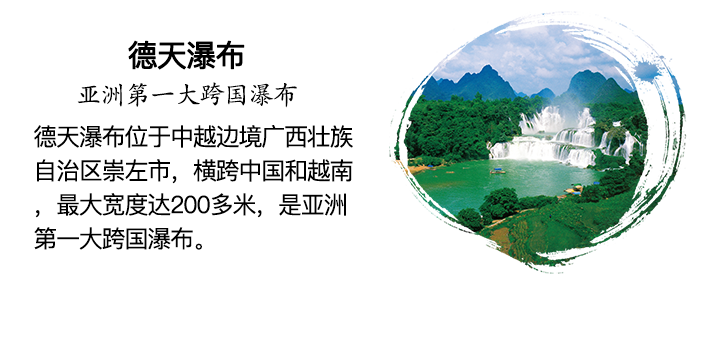 德天瀑布
亚洲第一大跨国瀑布
德天瀑布位于中越边境广西壮族
自治区崇左市，横跨中国和越南
，最大宽度达200多米，是亚洲
第一大跨国瀑布。